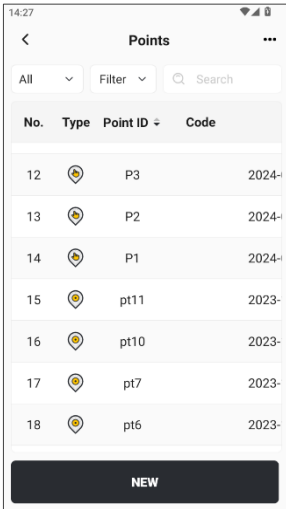 14:27
Points
All Filter Search
No. Type Point ID Code
12 P3 2024-
13 P2 2024-
14 P1 2024-
15 pt11 2023-
16 pt10 2023-
17 pt7 2023-
18 pt6 2023-
NEW